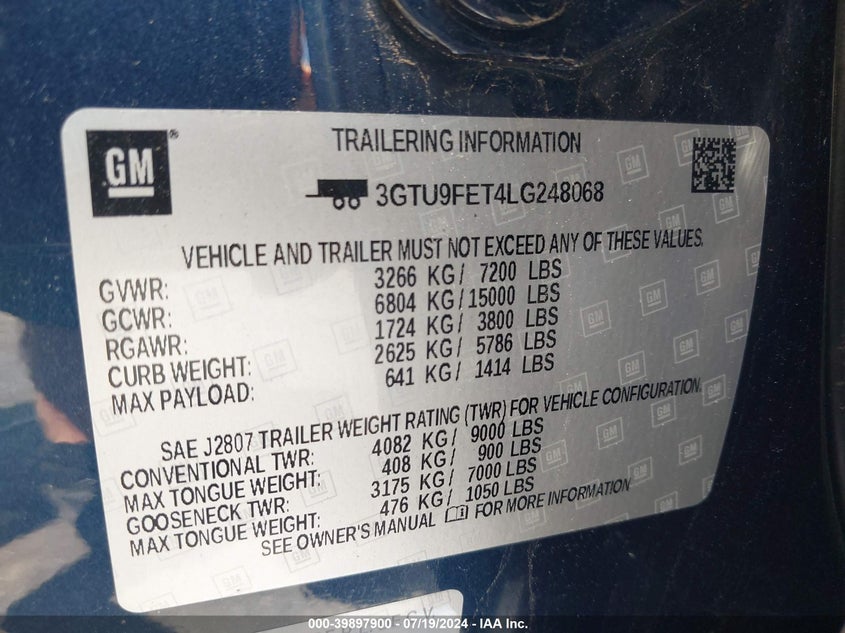 GM ®
TRAILERING INFORMATION
3GTU9FET4LG248068
VEHICLE AND TRAILER MUST NOT EXCEED ANY OF THESE VALUES.
GVWR: 3266 KG/ 7200 LBS
GCWR: 6804 KG/15000 LBS
RGAWR: 1724 KG/ 3800 LBS
CURB WEIGHT: 2625 KG/ 5786 LBS
MAX PAYLOAD: 641 KG/ 1414 LBS
SAE J2807 TRAILER WEIGHT RATING (TWR) FOR VEHICLE CONFIGURATION.
CONVENTIONAL TWR: 4082 KG/ 9000 LBS
MAX TONGUE WEIGHT: 408 KG/ 900 LBS
GOOSENECK TWR: 3175 KG/ 7000 LBS
MAX TONGUE WEIGHT: 476 KG/ 1050 LBS
SEE OWNER'S MANUAL FOR MORE INFORMATION
000-39897900 - 07/19/2024 - IAA Inc.